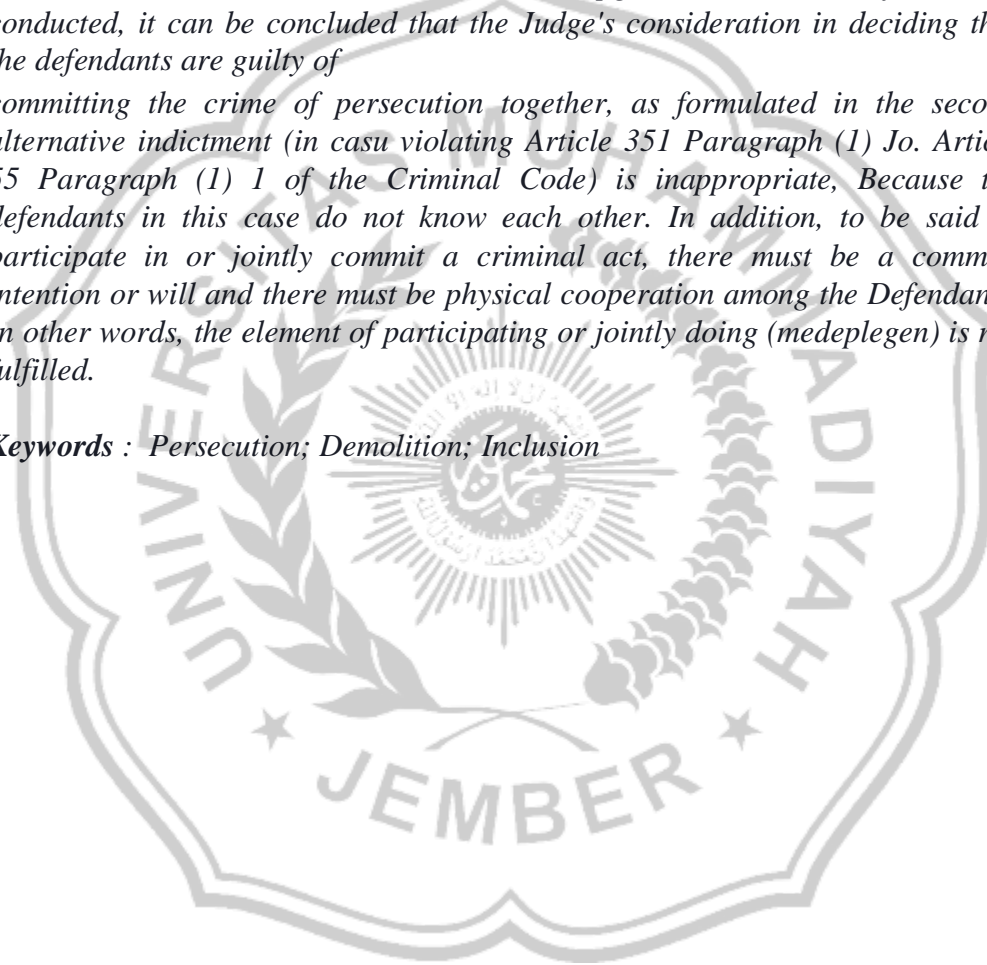 conducted, it can be concluded that the Judge's consideration in deciding th
the defendants are guilty of
committing the crime of persecution together, as formulated in the seco
alternative indictment (in casu violating Article 351 Paragraph (1) Jo. Artic
55 Paragraph (1) 1 of the Criminal Code) is inappropriate, Because t
defendants in this case do not know each other. In addition, to be said
participate in or jointly commit a criminal act, there must be a comm
intention or will and there must be physical cooperation among the Defendan
In other words, the element of participating or jointly doing (medeplegen) is n
fulfilled.
Keywords : Persecution; Demolition; Inclusion
UNIVERSITAS MUHAMMADIYAH
JEMBER